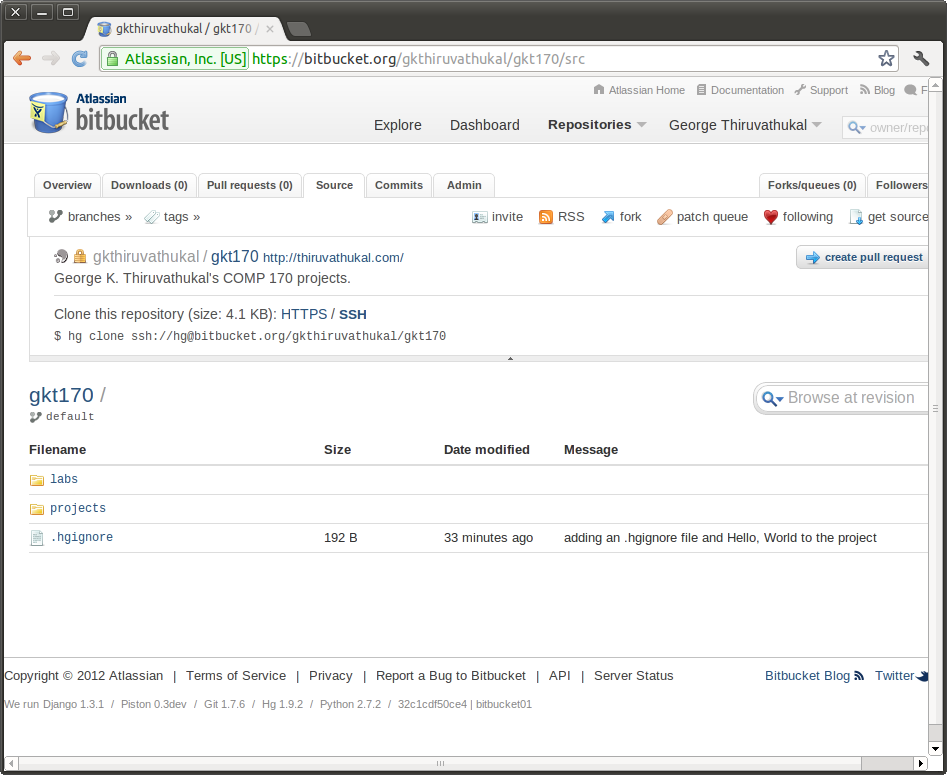 gkthiruvathukal / gkt170 /
Atlassian, Inc. [US] https://bitbucket.org/gkthiruvathukal/gkt170/src
Atlassian Home Documentation Support Blog F
Atlassian
bitbucket
Explore Dashboard Repositories George Thiruvathukal owner/repo
Overview Downloads (0) Pull requests (0) Source Commits Admin Forks/queues (0) Followers
branches » tags » invite RSS fork patch queue following get source
gkthiruvathukal / gkt170 http://thiruvathukal.com/ create pull request
George K. Thiruvathukal's COMP 170 projects.
Clone this repository (size: 4.1 KB): HTTPS / SSH
$ hg clone ssh://hg@bitbucket.org/gkthiruvathukal/gkt170
gkt170 / Browse at revision
default
Filename Size Date modified Message
labs
projects
.hgignore 192 B 33 minutes ago adding an .hgignore file and Hello, World to the project
Copyright © 2012 Atlassian | Terms of Service | Privacy | Report a Bug to Bitbucket | API | Server Status Bitbucket Blog Twitter
We run Django 1.3.1 / Piston 0.3dev / Git 1.7.6 / Hg 1.9.2 / Python 2.7.2 / 32c1cdf50ce4 | bitbucket01